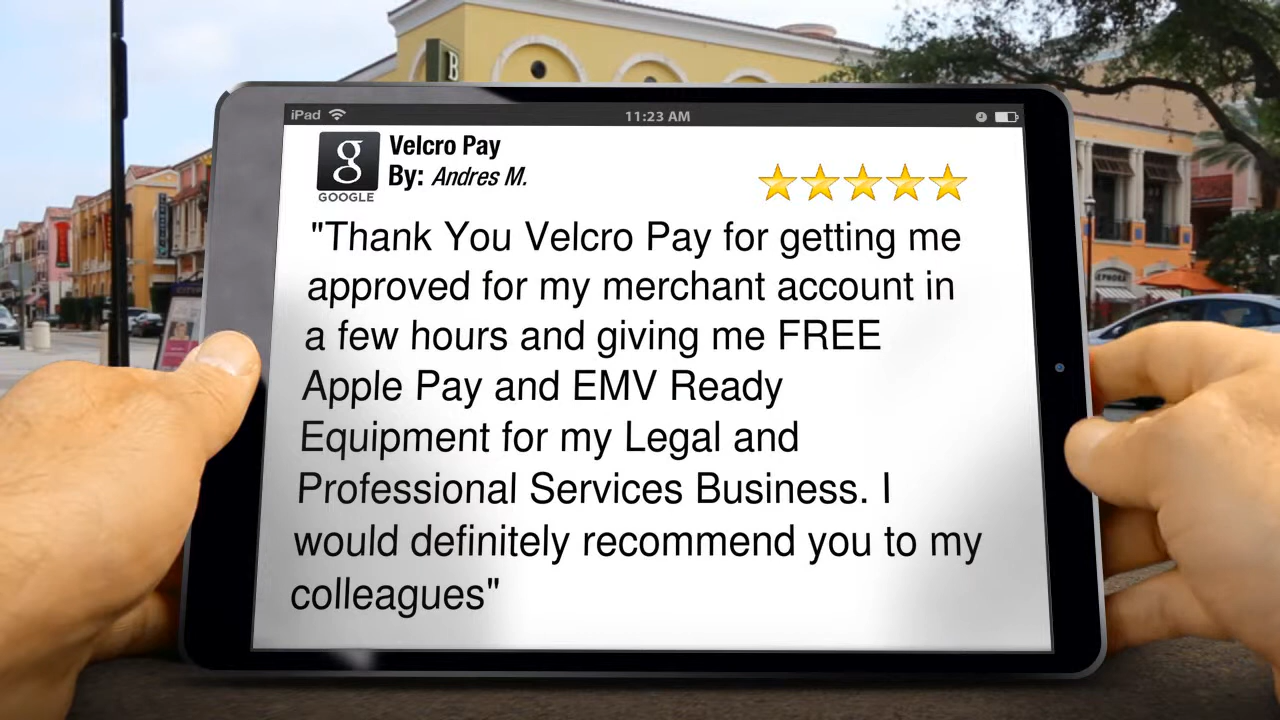 iPad 11:23 AM
g
GOOGLE
Velcro Pay
By: Andres M.
"Thank You Velcro Pay for getting me
approved for my merchant account in
a few hours and giving me FREE
Apple Pay and EMV Ready
Equipment for my Legal and
Professional Services Business. I
would definitely recommend you to my
colleagues"
B
SEPHORA